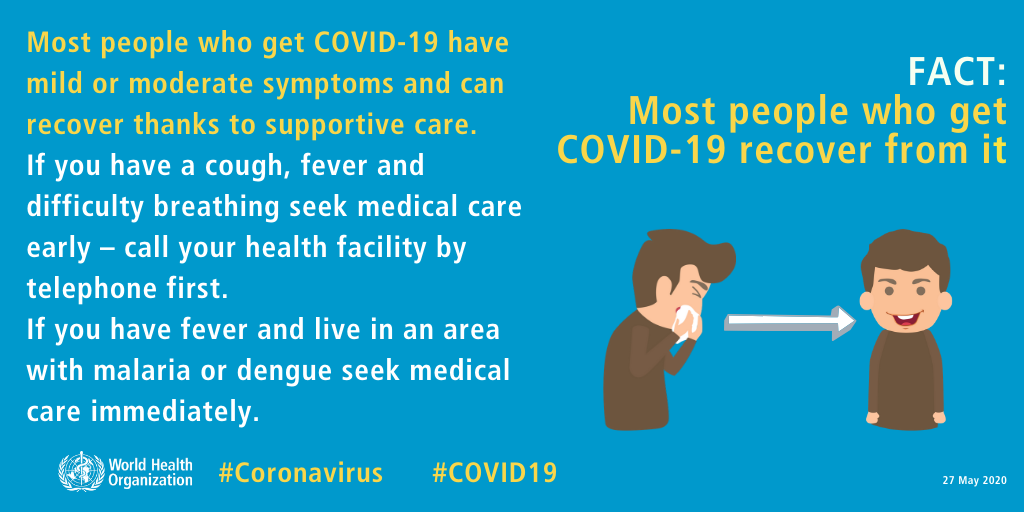 Most people who get COVID-19 have
mild or moderate symptoms and can
recover thanks to supportive care.
If you have a cough, fever and
difficulty breathing seek medical care
early – call your health facility by
telephone first.
If you have fever and live in an area
with malaria or dengue seek medical
care immediately.
FACT:
Most people who get
COVID-19 recover from it
World Health
Organization
#Coronavirus
#COVID19
27 May 2020